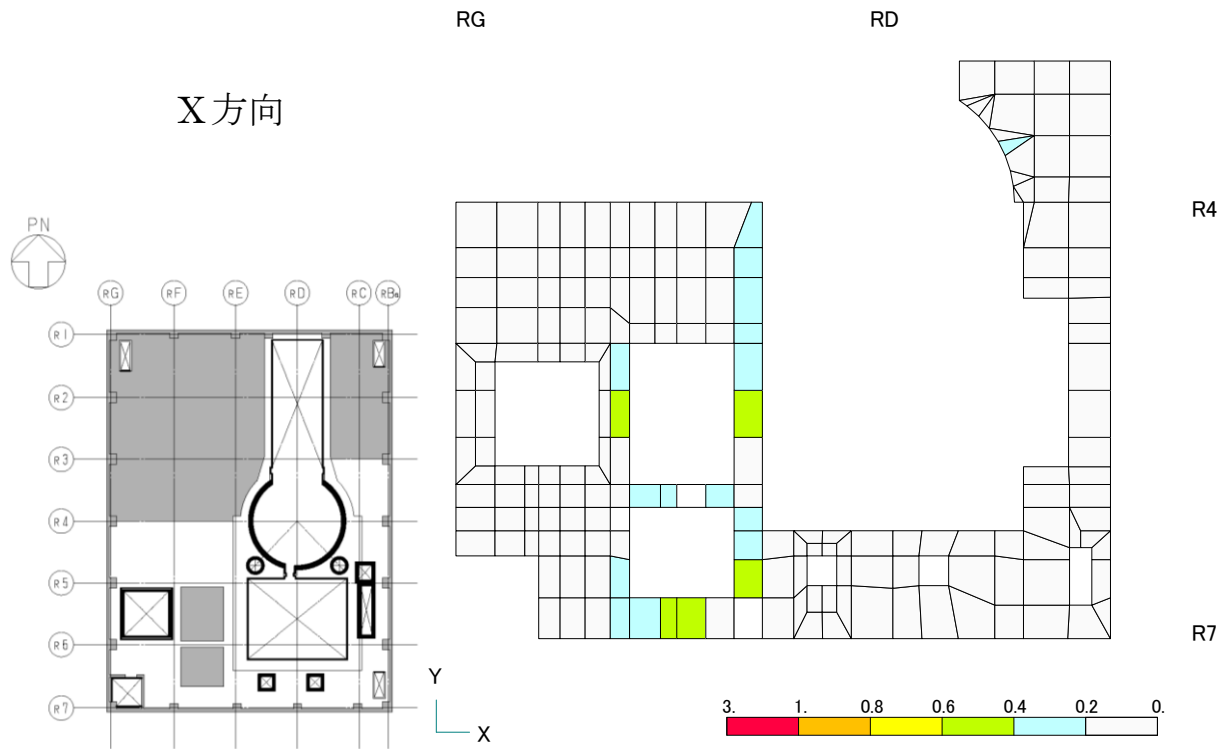 RG RD
X方向
R4
PN
RG RF RE RD RC RBa
R1
R2
R3
R4
R5
R6
R7
R7
Y
X
3. 1. 0.8 0.6 0.4 0.2 0.